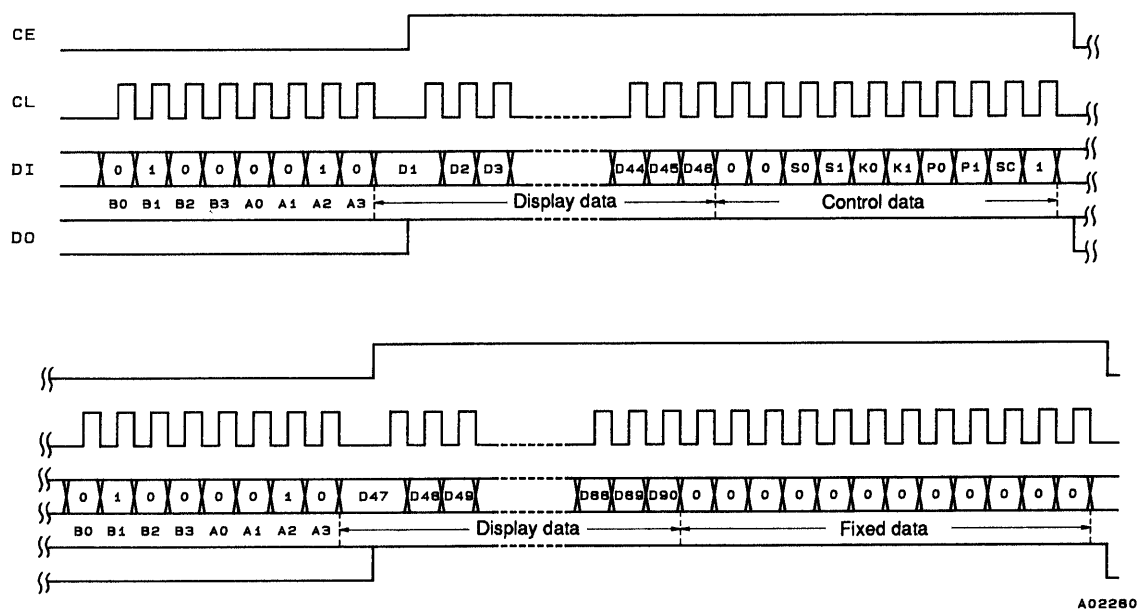 CE
CL
DI 0 1 0 0 0 0 1 0 D1 D2 D3 D44 D45 D46 0 0 S0 S1 K0 K1 P0 P1 SC 1
B0 B1 B2 B3 A0 A1 A2 A3 Display data Control data
DO
0 1 0 0 0 0 1 0 D47 D48 D49 D88 D89 D90 0 0 0 0 0 0 0 0 0 0 0 0
B0 B1 B2 B3 A0 A1 A2 A3 Display data Fixed data
A02280